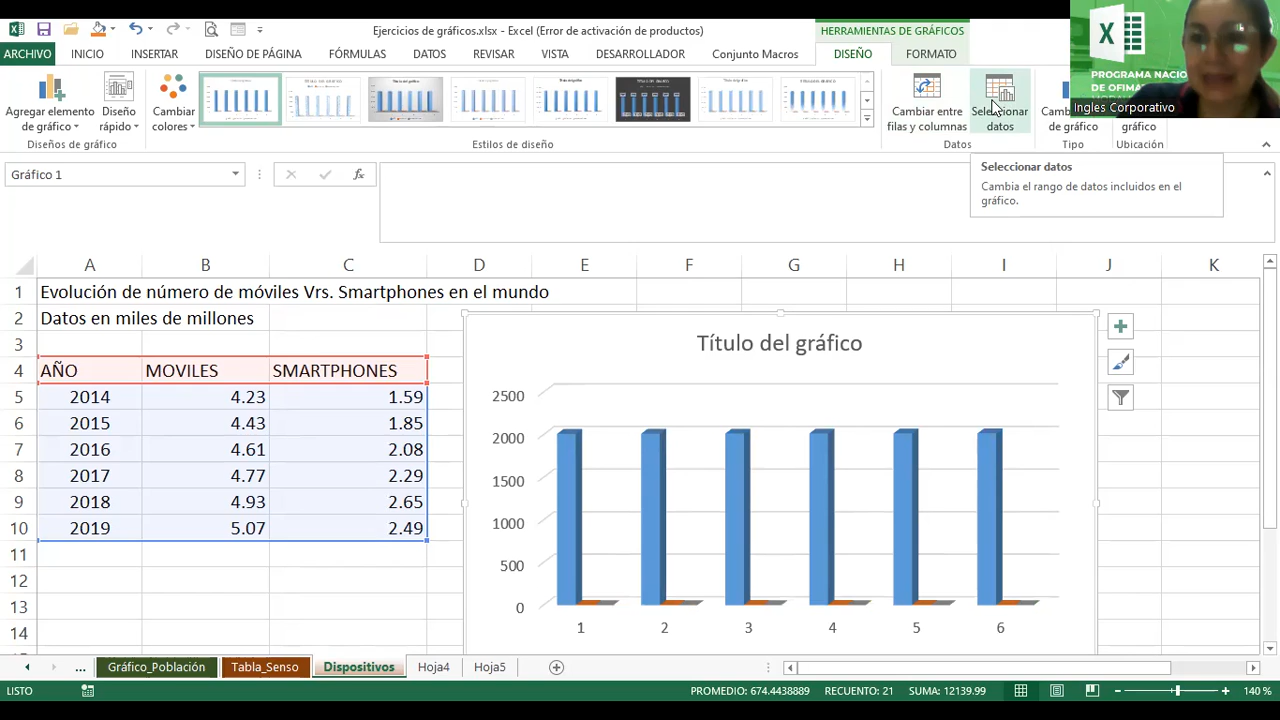 Ejercicios de gráficos.xlsx - Excel (Error de activación de productos)
HERRAMIENTAS DE GRÁFICOS
ARCHIVO INICIO INSERTAR DISEÑO DE PÁGINA FÓRMULAS DATOS REVISAR VISTA DESARROLLADOR Conjunto Macros DISEÑO FORMATO
PROGRAMA NACIO
DE OFIMA
Ingles Corporativo
Agregar elemento de gráfico
Diseño rápido
Cambiar colores
Cambiar entre filas y columnas
Seleccionar datos
de gráfico
gráfico
Diseños de gráfico
Estilos de diseño
Datos
Tipo
Ubicación
Gráfico 1
fx
Seleccionar datos
Cambia el rango de datos incluidos en el
gráfico.
A B C D E F G H I J K
1 Evolución de número de móviles Vrs. Smartphones en el mundo
2 Datos en miles de millones
3
4 AÑO MOVILES SMARTPHONES
5 2014 4.23 1.59
6 2015 4.43 1.85
7 2016 4.61 2.08
8 2017 4.77 2.29
9 2018 4.93 2.65
10 2019 5.07 2.49
11
12
13
14
Título del gráfico
2500
2000
1500
1000
500
0
1 2 3 4 5 6
... Gráfico_Población Tabla_Senso Dispositivos Hoja4 Hoja5
LISTO PROMEDIO: 674.4438889 RECUENTO: 21 SUMA: 12139.99 140 %